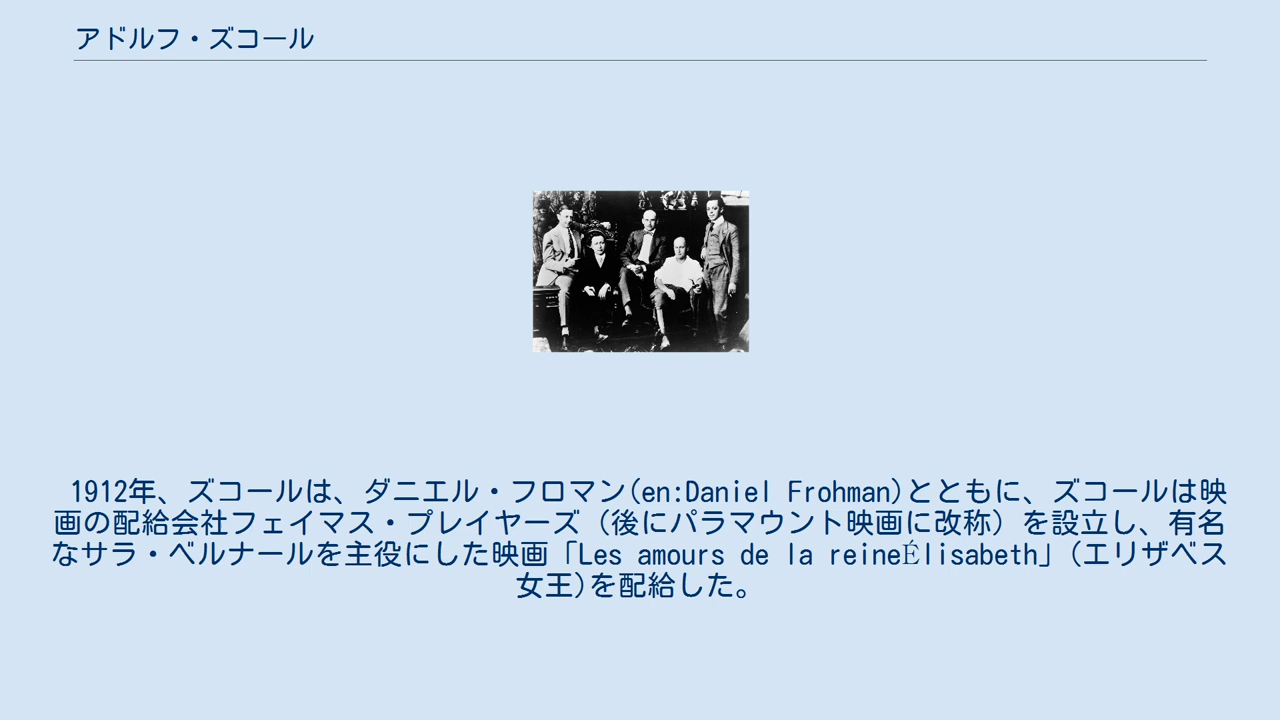 アドルフ・ズコール
1912年、ズコールは、ダニエル・フロマン(en:Daniel Frohman)とともに、ズコールは映
画の配給会社フェイマス・プレイヤーズ（後にパラマウント映画に改称）を設立し、有名
なサラ・ベルナールを主役にした映画「Les amours de la reineÉlisabeth」(エリザベス
女王)を配給した。